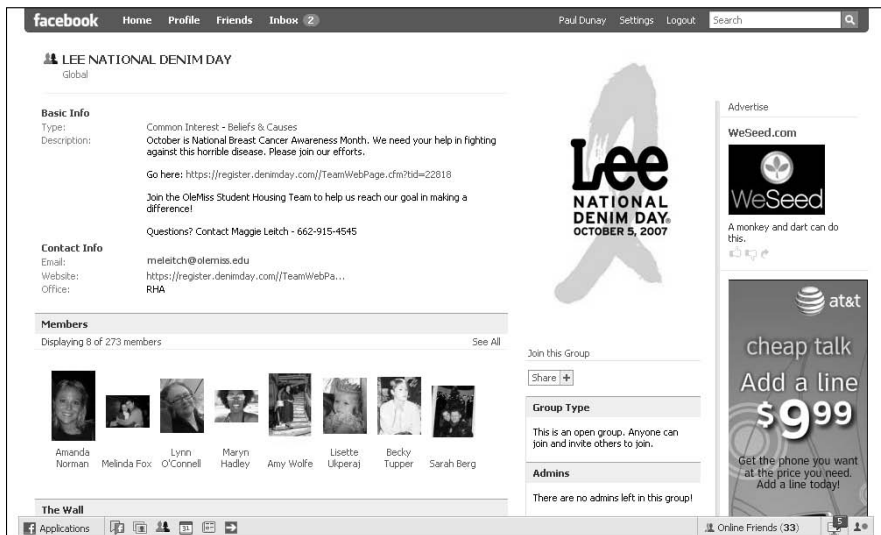 facebook Home Profile Friends Inbox 2 Paul Dunay Settings Logout Search
LEE NATIONAL DENIM DAY
Global
Basic Info
Type: Common Interest - Beliefs & Causes
Description: October is National Breast Cancer Awareness Month. We need your help in fighting
against this horrible disease. Please join our efforts.
Go here: https://register.denimday.com//TeamWebPage.cfm?tid=22818
Join the OleMiss Student Housing Team to help us reach our goal in making a
difference!
Questions? Contact Maggie Leitch - 662-915-4545
Contact Info
Email: meleitch@olemiss.edu
Website: https://register.denimday.com//TeamWebPa...
Office: RHA
Members
Displaying 8 of 273 members See All
Amanda
Norman
Melinda Fox
Lynn
O'Connell
Maryn
Hadley
Amy Wolfe
Lisette
Ukperaj
Becky
Tupper
Sarah Berg
The Wall
Lee
NATIONAL
DENIM DAY®
OCTOBER 5, 2007
Join this Group
Share +
Group Type
This is an open group. Anyone can
join and invite others to join.
Admins
There are no admins left in this group!
Advertise
WeSeed.com
WeSeed
A monkey and dart can do
this.
at&t
cheap talk
Add a line
$9.99
Get the phone you want
at the price you need.
Add a line today!
Applications 31 Online Friends (33) 5